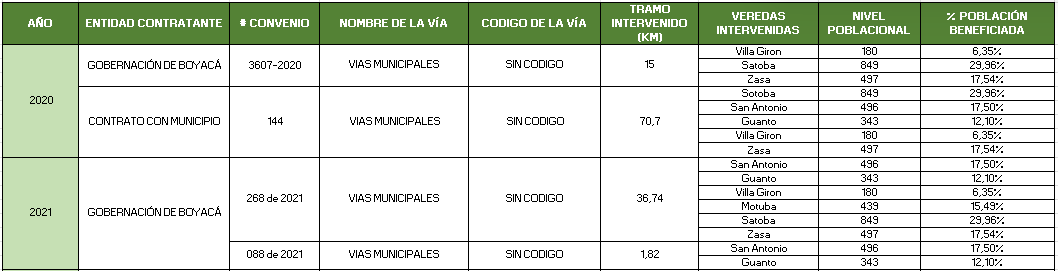 AÑO ENTIDAD CONTRATANTE # CONVENIO NOMBRE DE LA VÍA CODIGO DE LA VÍA TRAMO INTERVENIDO (KM) VEREDAS INTERVENIDAS NIVEL POBLACIONAL % POBLACIÓN BENEFICIADA
2020 GOBERNACIÓN DE BOYACÁ 3607-2020 VIAS MUNICIPALES SIN CODIGO 15 Villa Giron 180 6,35%
Satoba 849 29,96%
Zasa 497 17,54%
CONTRATO CON MUNICIPIO 144 VIAS MUNICIPALES SIN CODIGO 70,7 Sotoba 849 29,96%
San Antonio 496 17,50%
Guanto 343 12,10%
Villa Giron 180 6,35%
Zasa 497 17,54%
2021 GOBERNACIÓN DE BOYACÁ 268 de 2021 VIAS MUNICIPALES SIN CODIGO 36,74 San Antonio 496 17,50%
Guanto 343 12,10%
Villa Giron 180 6,35%
Motuba 439 15,49%
Satoba 849 29,96%
Zasa 497 17,54%
088 de 2021 VIAS MUNICIPALES SIN CODIGO 1,82 San Antonio 496 17,50%
Guanto 343 12,10%